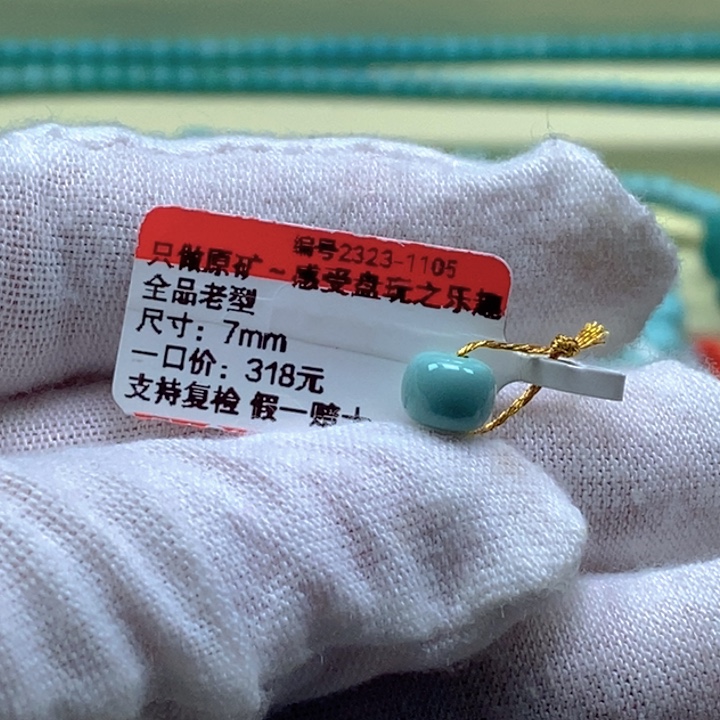 编号2323-1105
只做原矿~感受盘玩之乐趣
全品老型
尺寸：7mm
一口价：318元
支持复检 假一赔十